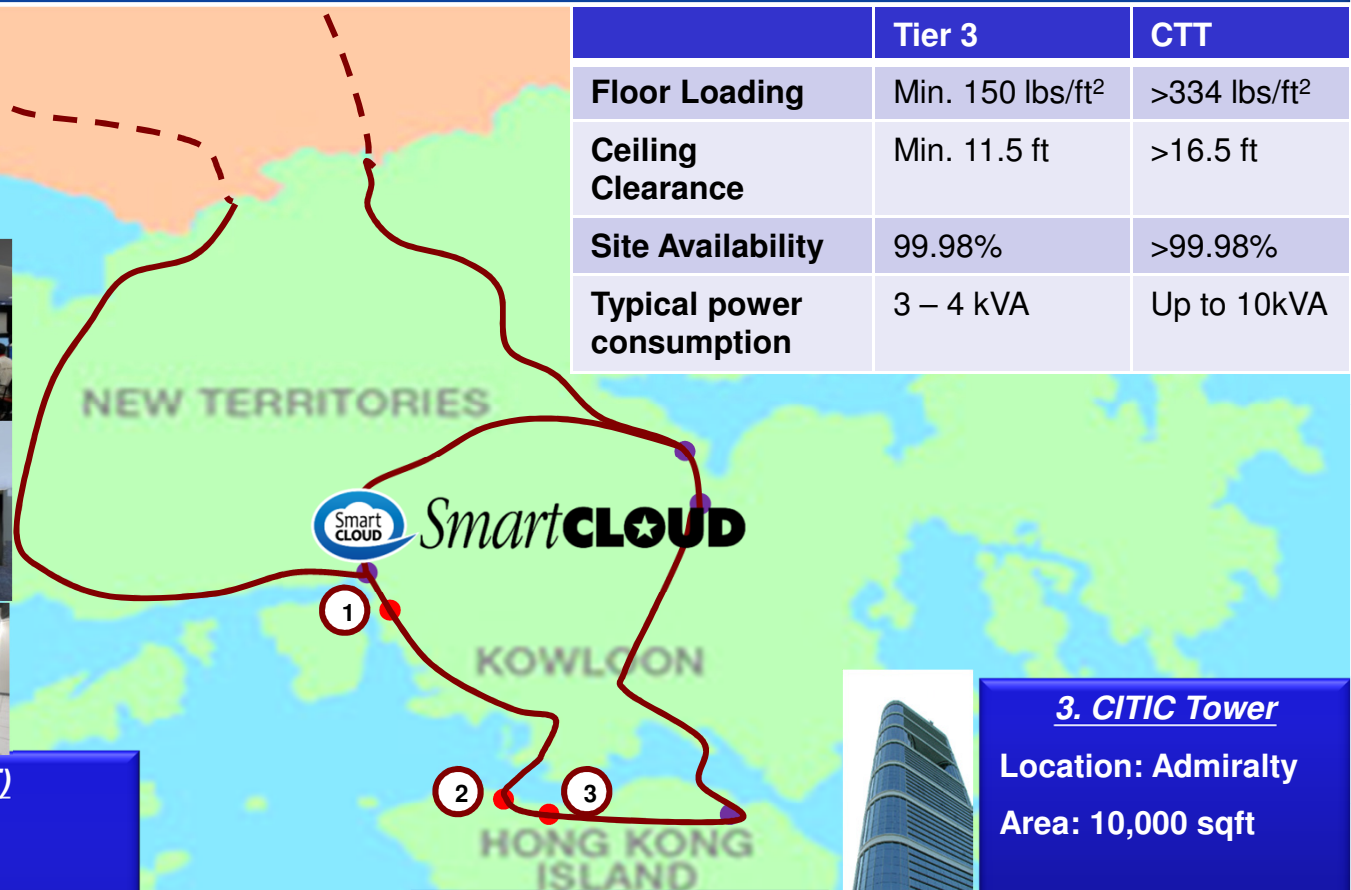 Tier 3 CTT
Floor Loading Min. 150 lbs/ft² >334 lbs/ft²
Ceiling Clearance Min. 11.5 ft >16.5 ft
Site Availability 99.98% >99.98%
Typical power consumption 3 – 4 kVA Up to 10kVA
NEW TERRITORIES
Smart
CLOUD
SmartCLOUD
1
KOWLOON
2
3
HONG KONG
ISLAND
3. CITIC Tower
Location: Admiralty
Area: 10,000 sqft